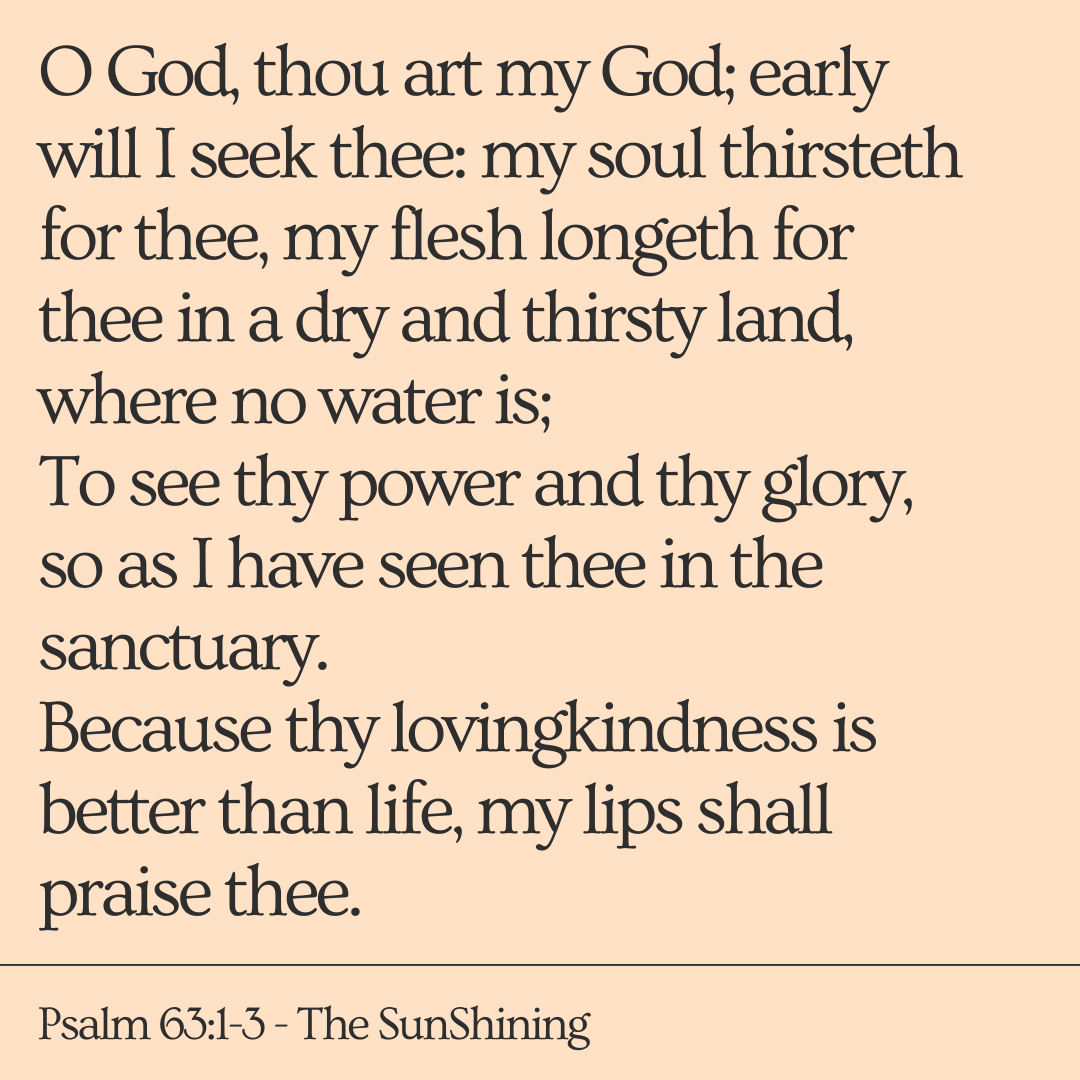 O God, thou art my God; early
will I seek thee: my soul thirsteth
for thee, my flesh longeth for
thee in a dry and thirsty land,
where no water is;
To see thy power and thy glory,
so as I have seen thee in the
sanctuary.
Because thy lovingkindness is
better than life, my lips shall
praise thee.
Psalm 63:1-3 - The SunShining